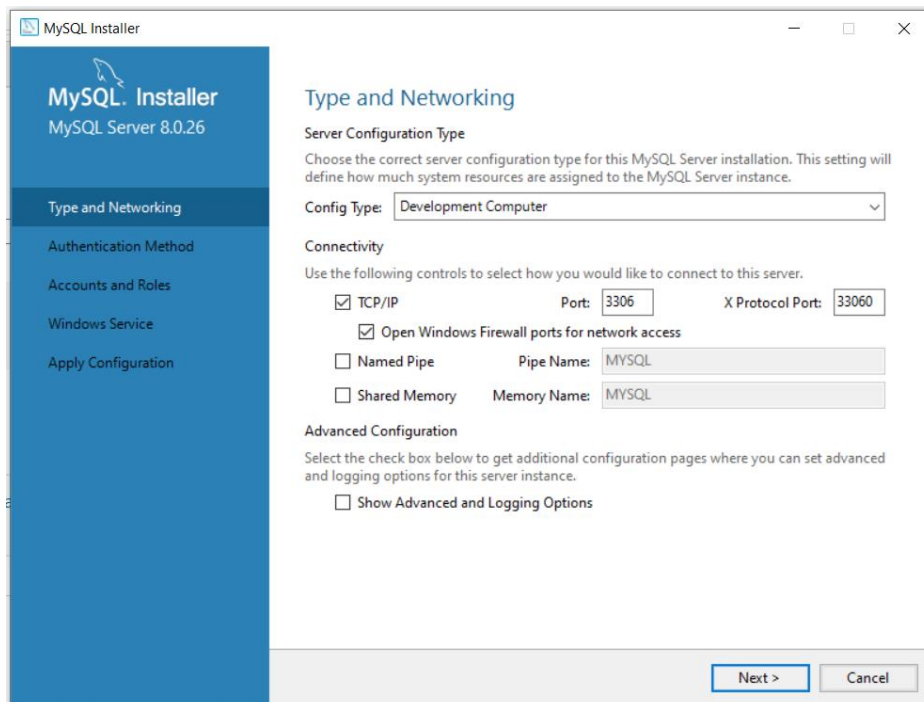 MySQL Installer
MySQL. Installer
MySQL Server 8.0.26
Type and Networking
Authentication Method
Accounts and Roles
Windows Service
Apply Configuration
Type and Networking
Server Configuration Type
Choose the correct server configuration type for this MySQL Server installation. This setting will
define how much system resources are assigned to the MySQL Server instance.
Config Type: Development Computer
Connectivity
Use the following controls to select how you would like to connect to this server.
TCP/IP Port: 3306 X Protocol Port: 33060
Open Windows Firewall ports for network access
Named Pipe Pipe Name: MYSQL
Shared Memory Memory Name: MYSQL
Advanced Configuration
Select the check box below to get additional configuration pages where you can set advanced
and logging options for this server instance.
Show Advanced and Logging Options
Next > Cancel